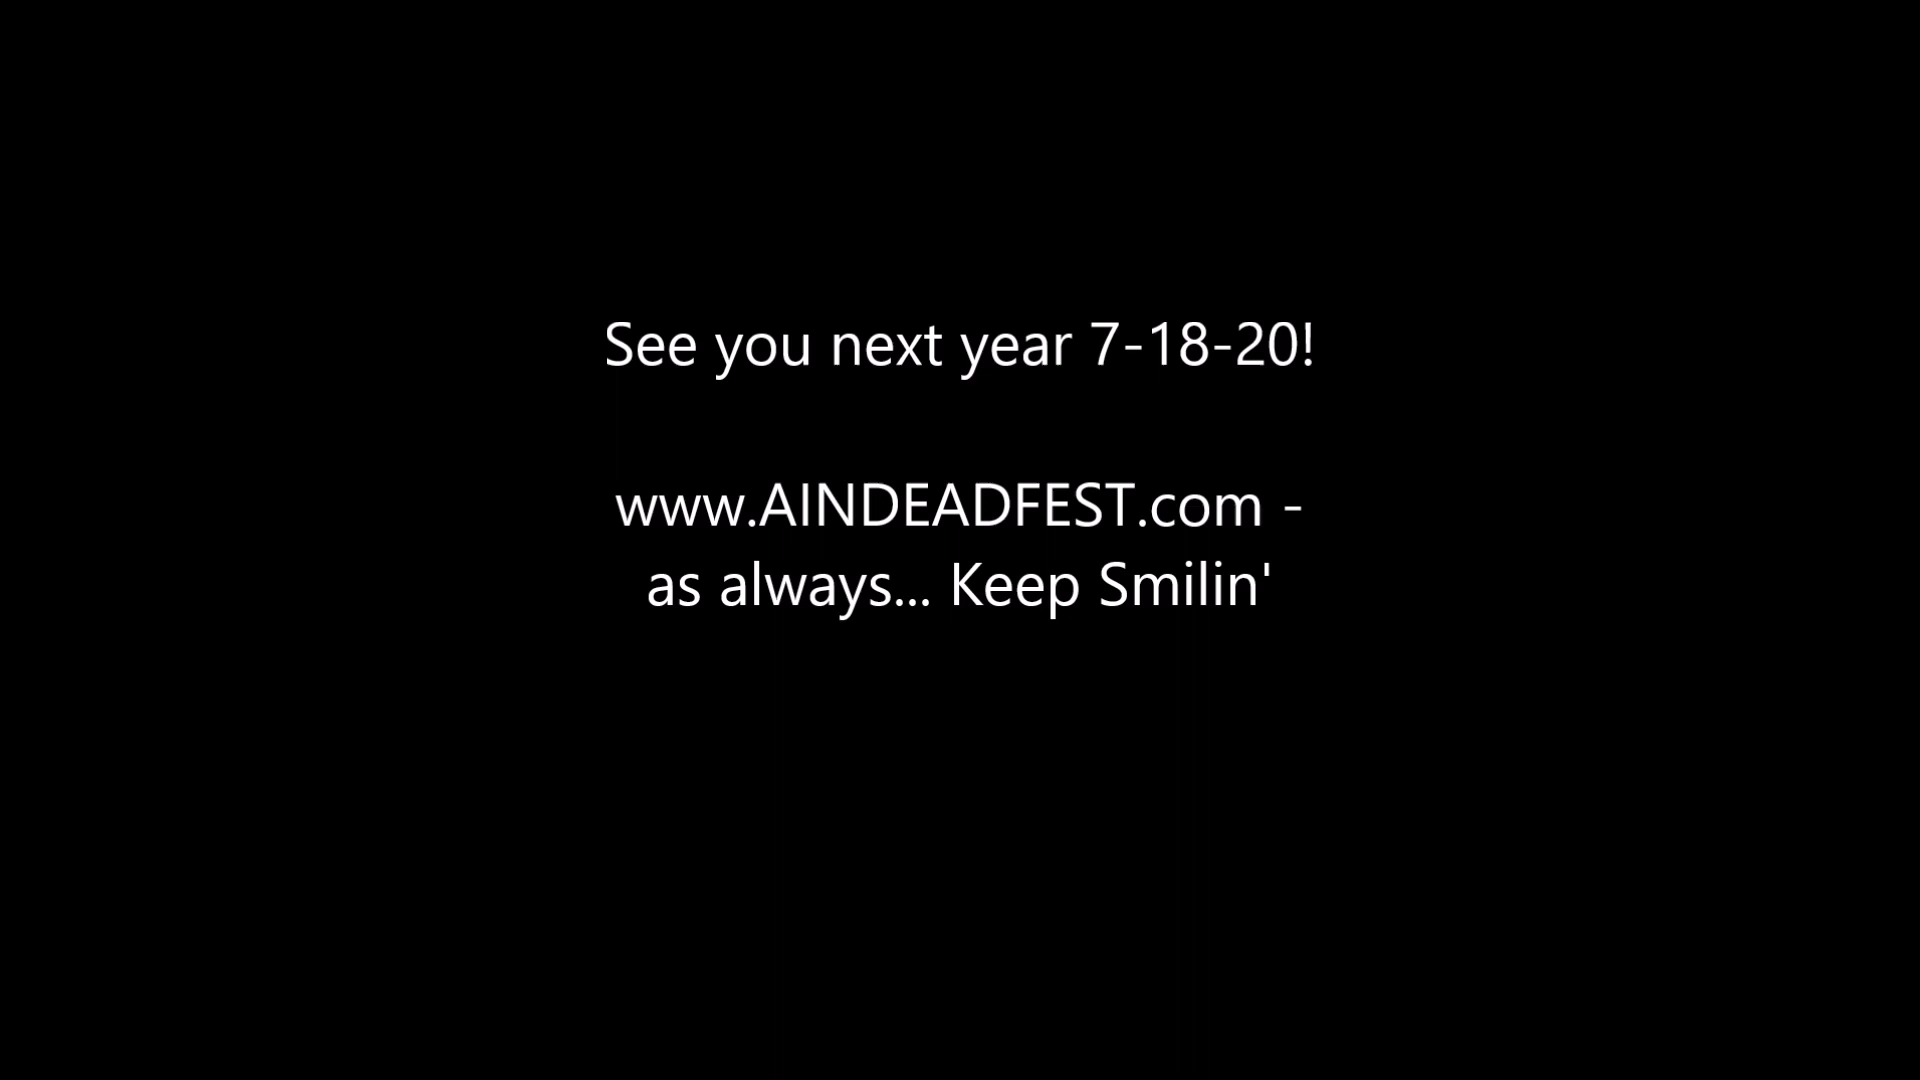 See you next year 7-18-20!
www.AINDEADFEST.com -
as always... Keep Smilin'